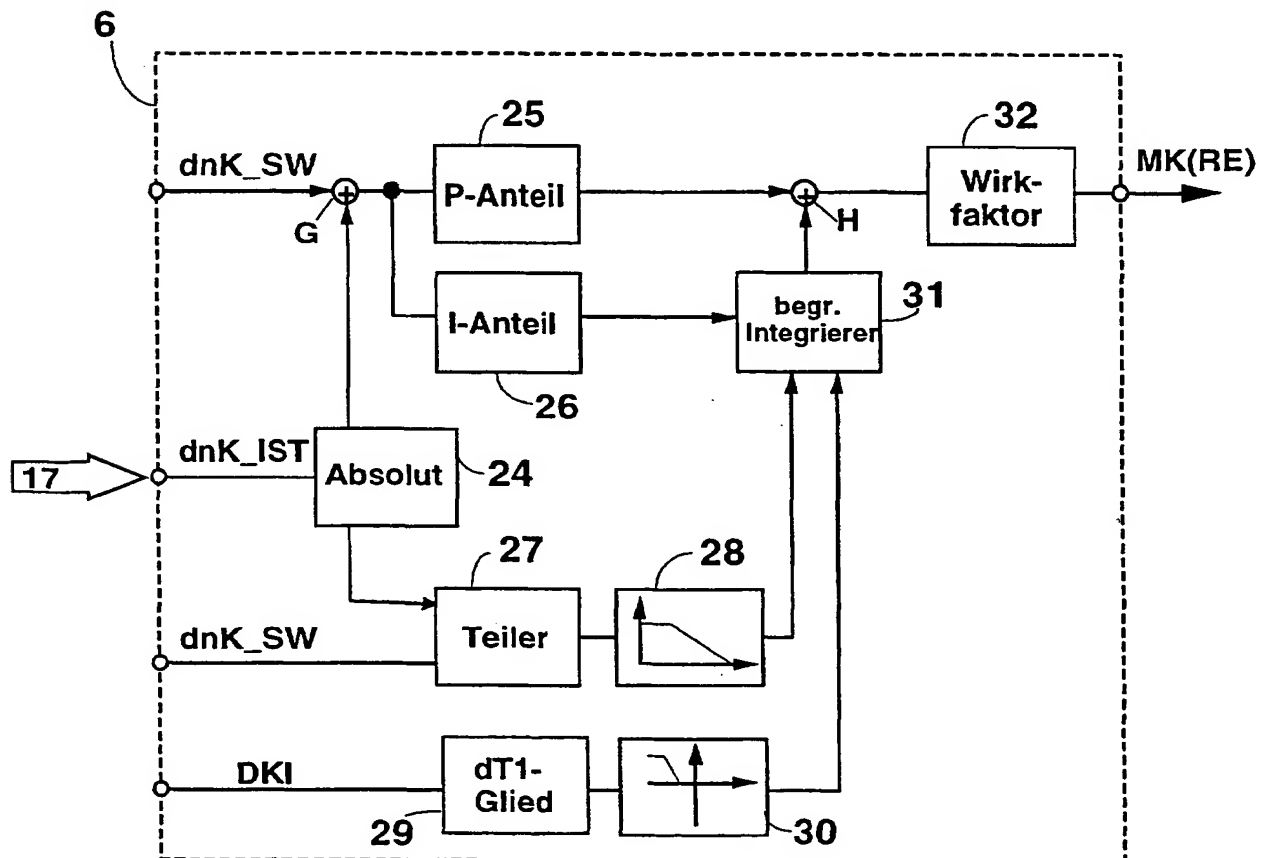 6
25
32
dnK_SW
P-Anteil
Wirk-
faktor
MK(RE)
G
H
I-Anteil
begr.
Integrieren
31
26
17
dnK_IST
Absolut
24
27
28
dnK_SW
Teiler
DKI
dT1-
Glied
29
30